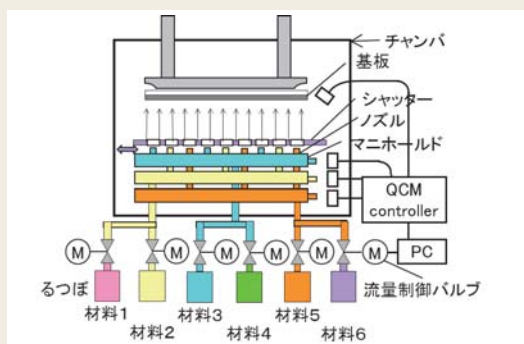 チャンバ
基板
シャッター
ノズル
マニホールド
QCM
controller
M
M
M
M
M
M
PC
るつぼ
流量制御バルブ
材料1
材料2
材料3
材料4
材料5
材料6